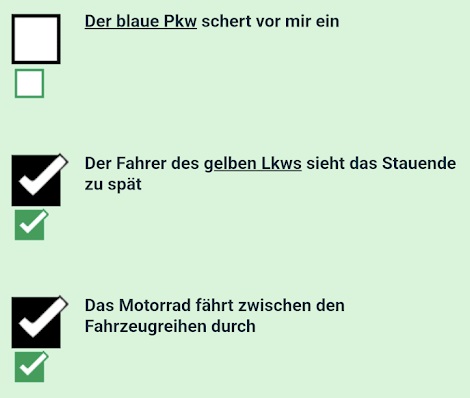 Der blaue Pkw schert vor mir ein
Der Fahrer des gelben Lkws sieht das Stauende
zu spät
Das Motorrad fährt zwischen den
Fahrzeugreihen durch